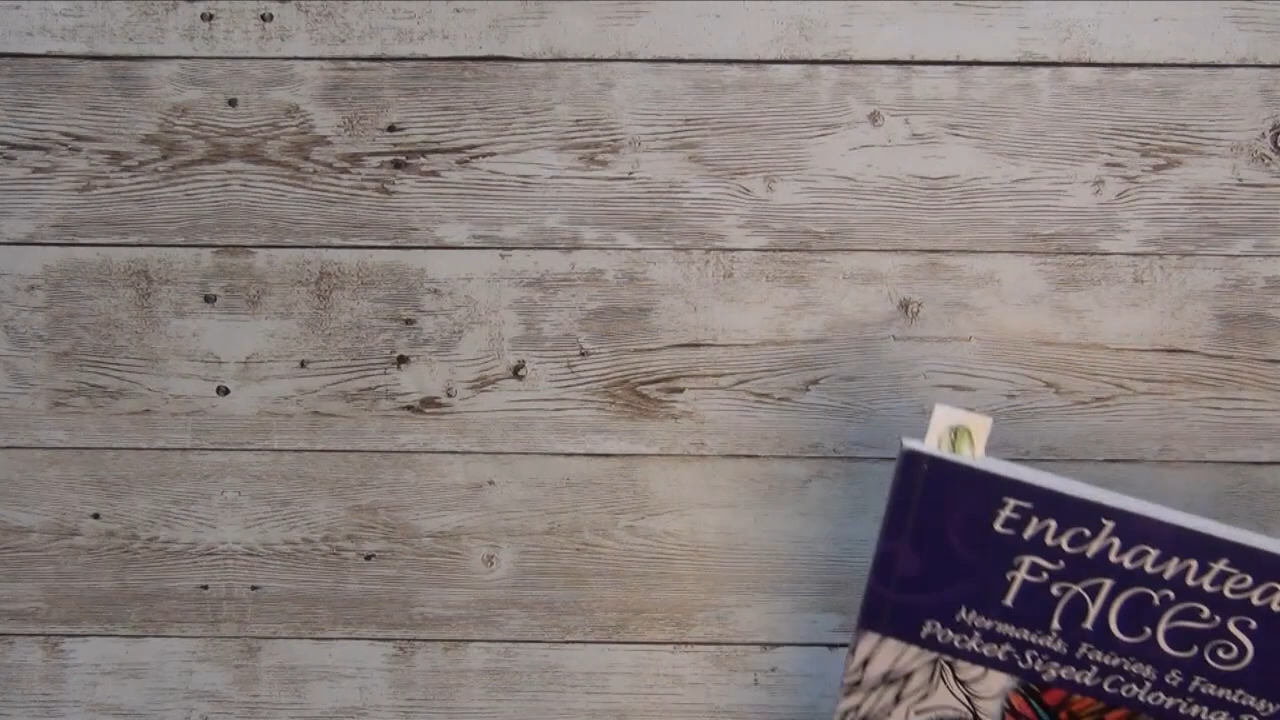 Enchanted
FACES
Mermaids, Fairies, & Fantasy
Pocket-Sized Coloring